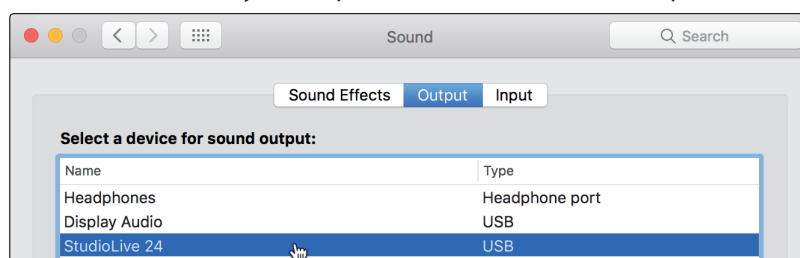 Sound
Search
Sound Effects Output Input
Select a device for sound output:
Name Type
Headphones Headphone port
Display Audio USB
StudioLive 24 USB